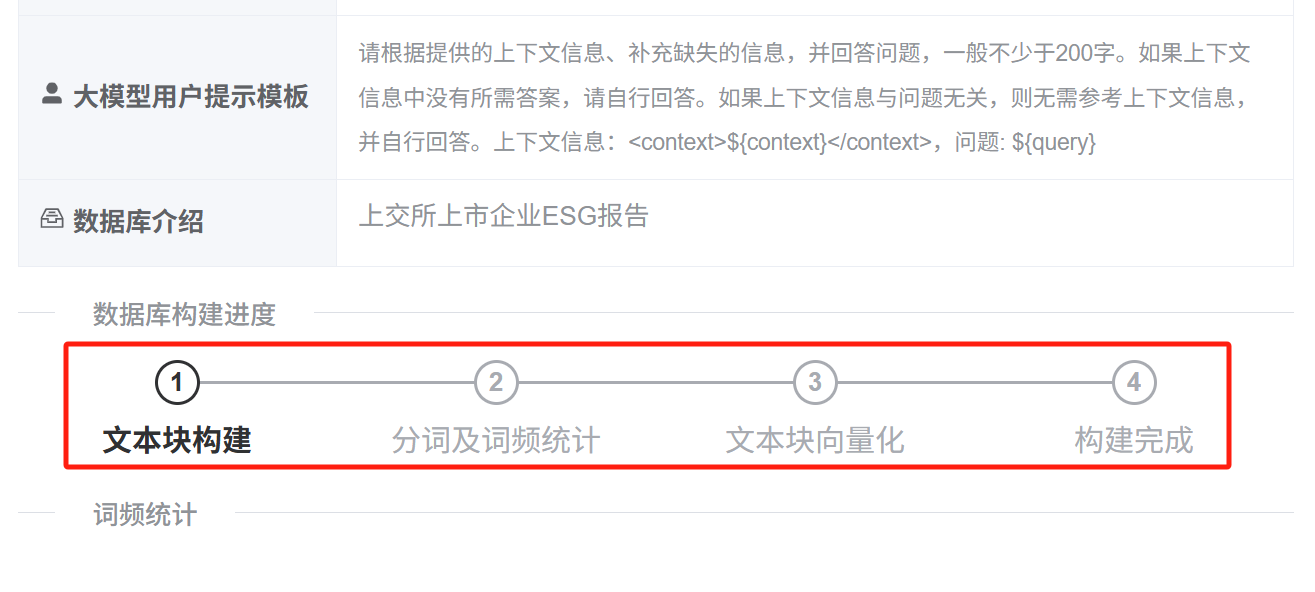 请根据提供的上下文信息、补充缺失的信息，并回答问题，一般不少于200字。如果上下文
大模型用户提示模板
信息中没有所需答案，请自行回答。如果上下文信息与问题无关，则无需参考上下文信息，
并自行回答。上下文信息：<context>${context}</context>，问题: ${query}
数据库介绍
上交所上市企业ESG报告
数据库构建进度
1
2
3
4
文本块构建
分词及词频统计
文本块向量化
构建完成
词频统计